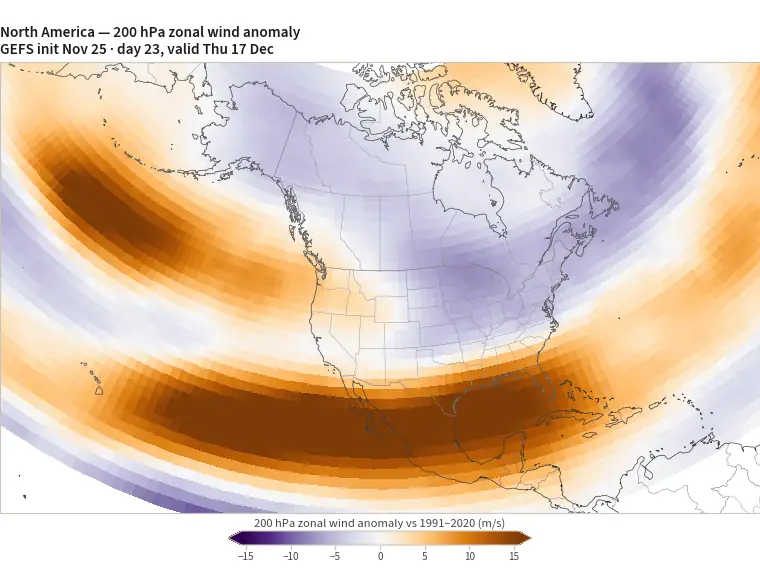 North America — 200 hPa zonal wind anomaly
GEFS init Nov 25 · day 23, valid Thu 17 Dec
200 hPa zonal wind anomaly vs 1991–2020 (m/s)
−15 −10 −5 0 5 10 15